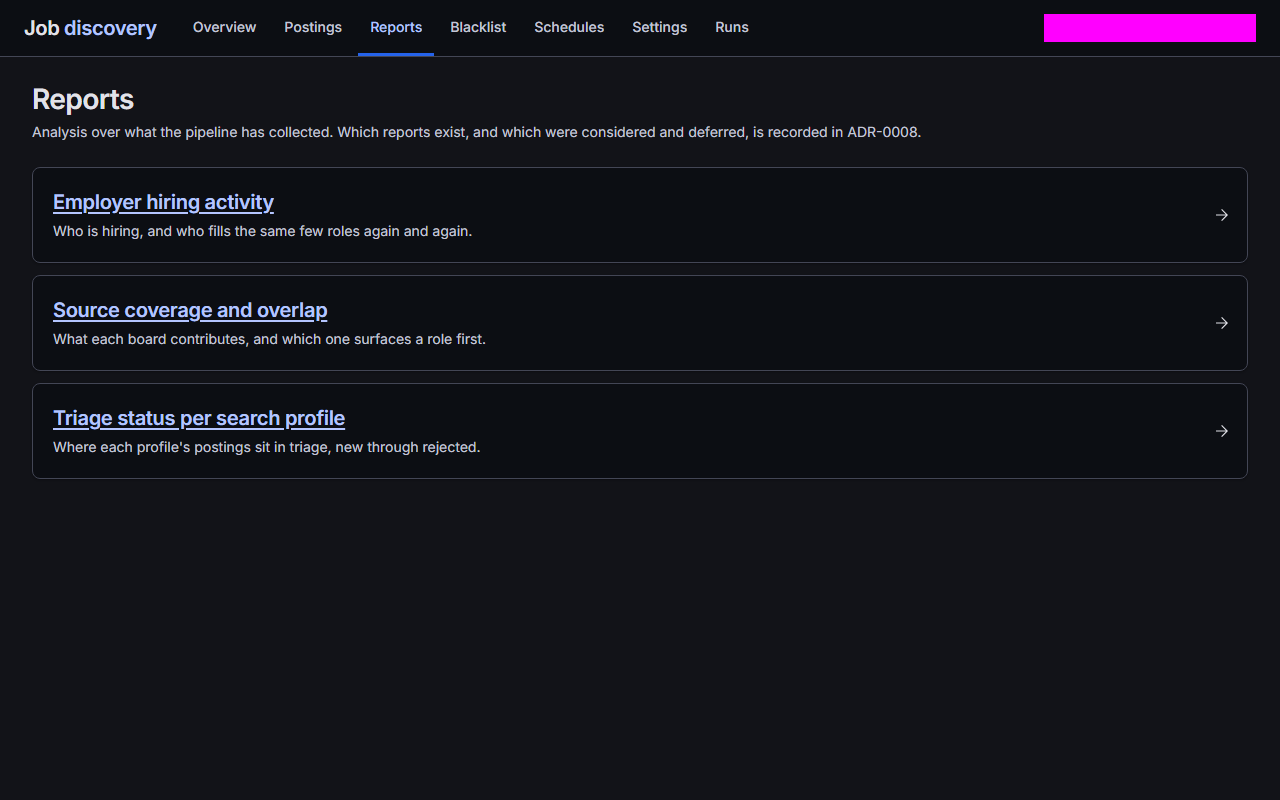 Job discovery
Overview
Postings
Reports
Blacklist
Schedules
Settings
Runs
Reports
Analysis over what the pipeline has collected. Which reports exist, and which were considered and deferred, is recorded in ADR-0008.
Employer hiring activity
Who is hiring, and who fills the same few roles again and again.
Source coverage and overlap
What each board contributes, and which one surfaces a role first.
Triage status per search profile
Where each profile's postings sit in triage, new through rejected.